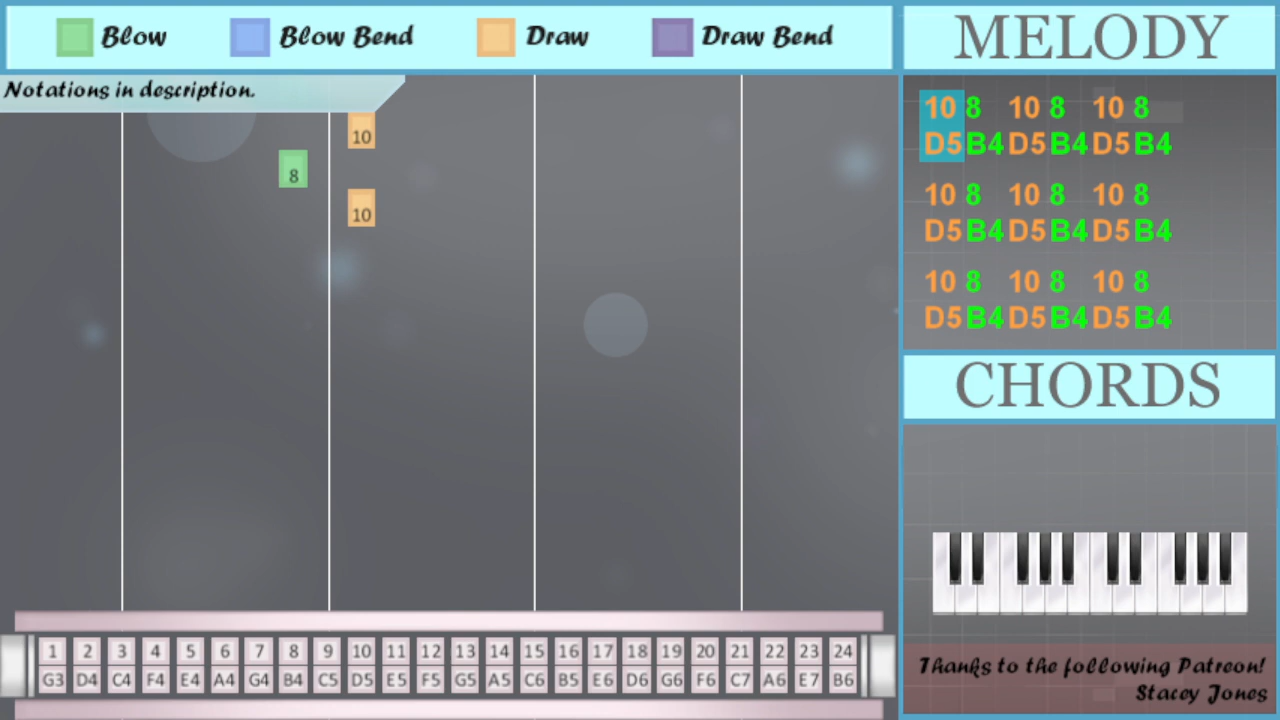 Blow Blow Bend Draw Draw Bend
Notations in description.
10
8
10
1 2 3 4 5 6 7 8 9 10 11 12 13 14 15 16 17 18 19 20 21 22 23 24
G3 D4 C4 F4 E4 A4 G4 B4 C5 D5 E5 F5 G5 A5 C6 B5 E6 D6 G6 F6 C7 A6 E7 B6
MELODY
10 8 10 8 10 8
D5 B4 D5 B4 D5 B4
10 8 10 8 10 8
D5 B4 D5 B4 D5 B4
10 8 10 8 10 8
D5 B4 D5 B4 D5 B4
CHORDS
Thanks to the following Patreon!
Stacey Jones